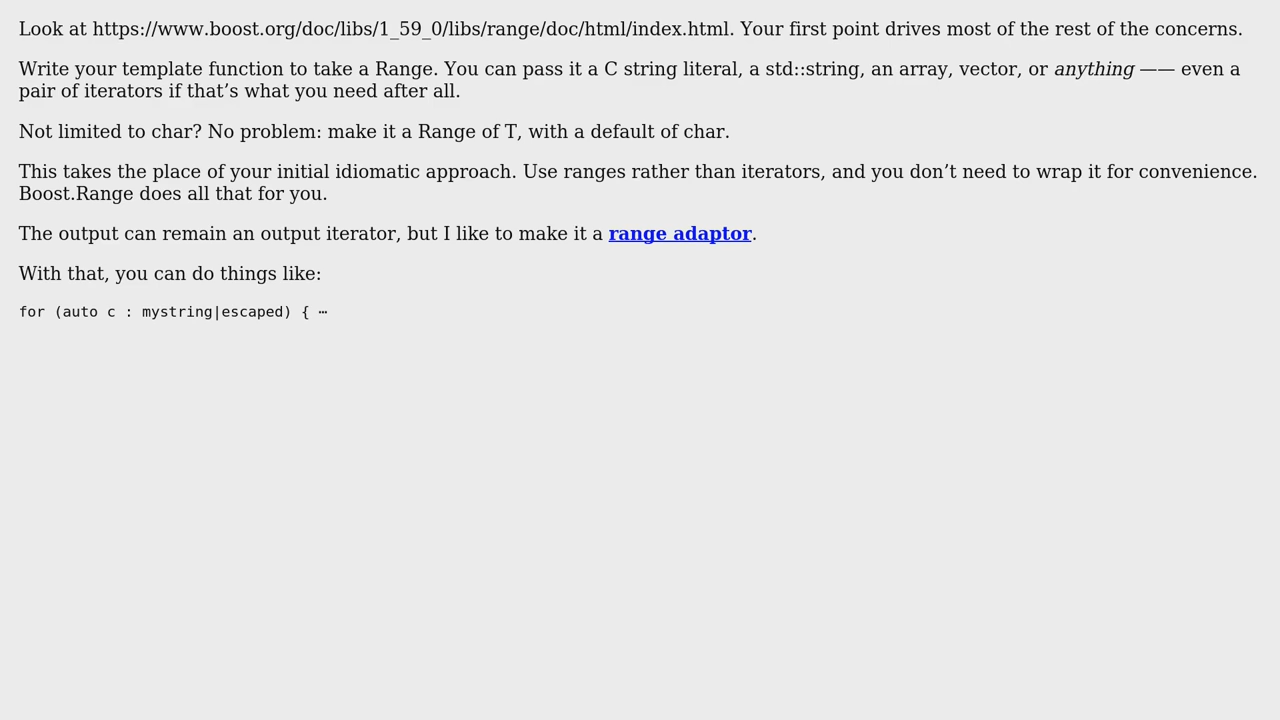 Look at https://www.boost.org/doc/libs/1_59_0/libs/range/doc/html/index.html. Your first point drives most of the rest of the concerns.
Write your template function to take a Range. You can pass it a C string literal, a std::string, an array, vector, or anything —— even a
pair of iterators if that’s what you need after all.
Not limited to char? No problem: make it a Range of T, with a default of char.
This takes the place of your initial idiomatic approach. Use ranges rather than iterators, and you don’t need to wrap it for convenience.
Boost.Range does all that for you.
The output can remain an output iterator, but I like to make it a range adaptor.
With that, you can do things like:
for (auto c : mystring|escaped) { ⋯